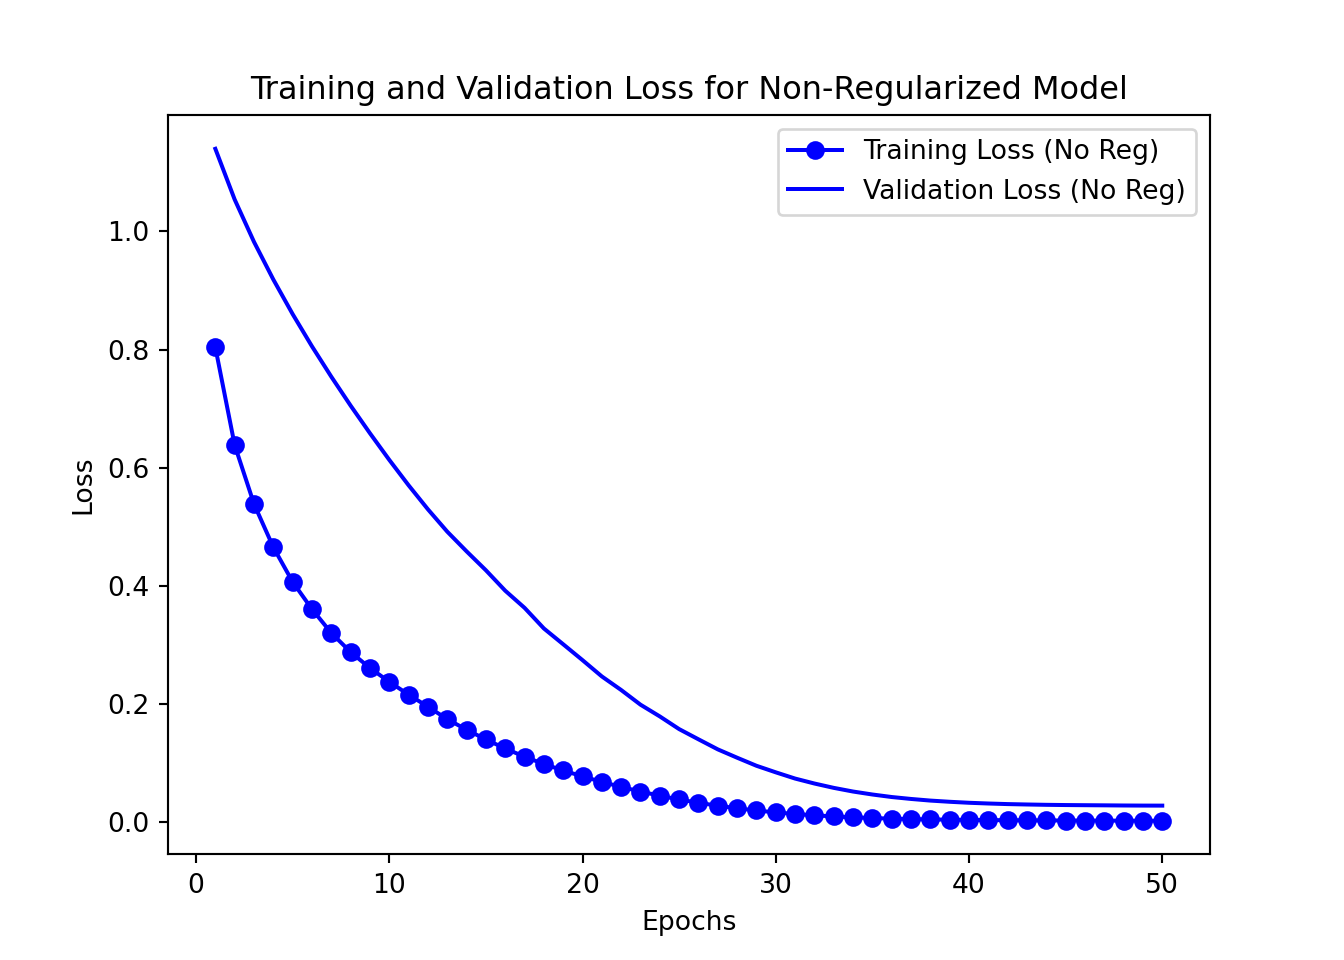 Training and Validation Loss for Non-Regularized Model
Training Loss (No Reg)
Validation Loss (No Reg)
Loss
1.0
0.8
0.6
0.4
0.2
0.0
0 10 20 30 40 50
Epochs